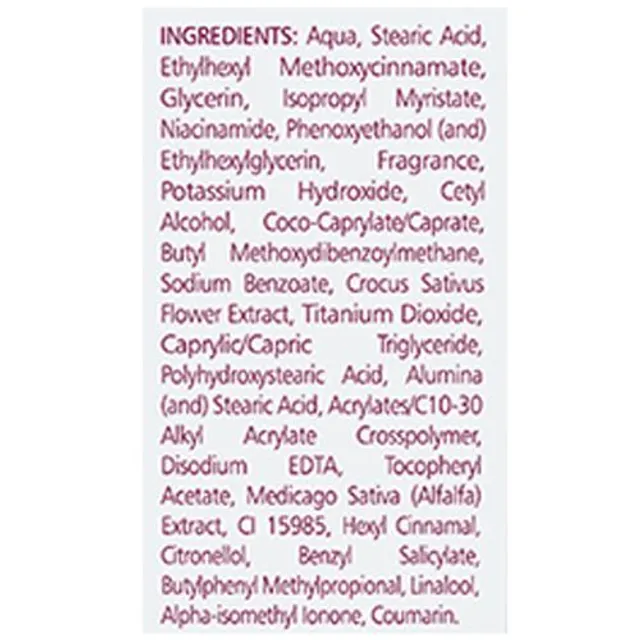 INGREDIENTS: Aqua, Stearic Acid,
Ethylhexyl Methoxycinnamate,
Glycerin, Isopropyl Myristate,
Niacinamide, Phenoxyethanol (and)
Ethylhexylglycerin, Fragrance,
Potassium Hydroxide, Cetyl
Alcohol, Coco-Caprylate/Caprate,
Butyl Methoxydibenzoylmethane,
Sodium Benzoate, Crocus Sativus
Flower Extract, Titanium Dioxide,
Caprylic/Capric Triglyceride,
Polyhydroxystearic Acid, Alumina
(and) Stearic Acid, Acrylates/C10-30
Alkyl Acrylate Crosspolymer,
Disodium EDTA, Tocopheryl
Acetate, Medicago Sativa (Alfalfa)
Extract, CI 15985, Hexyl Cinnamal,
Citronellol, Benzyl Salicylate,
Butylphenyl Methylpropional, Linalool,
Alpha-isomethyl Ionone, Coumarin.